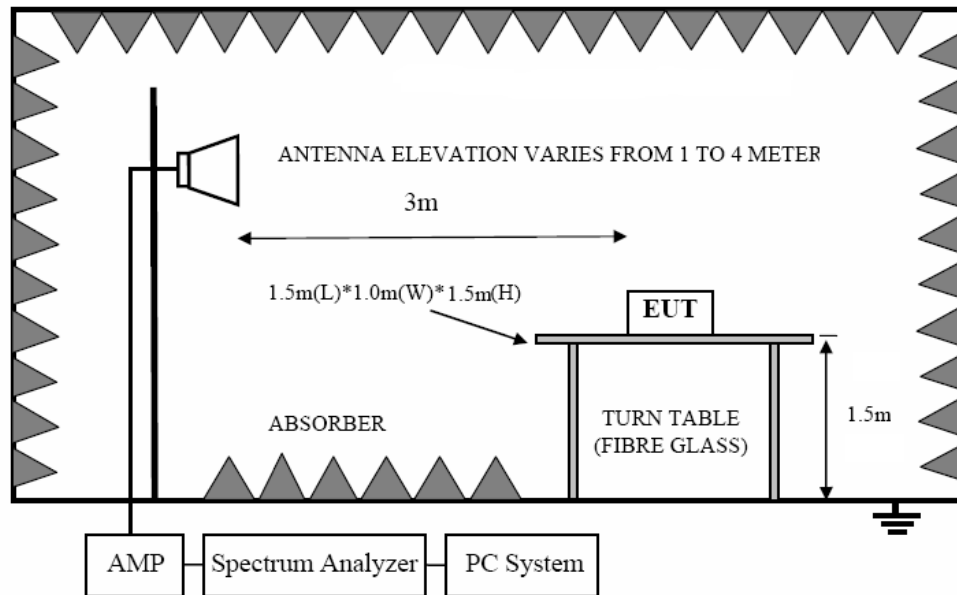 ANTENNA ELEVATION VARIES FROM 1 TO 4 METER
3m
1.5m(L)*1.0m(W)*1.5m(H)
EUT
ABSORBER
TURN TABLE
(FIBRE GLASS)
1.5m
AMP
Spectrum Analyzer
PC System